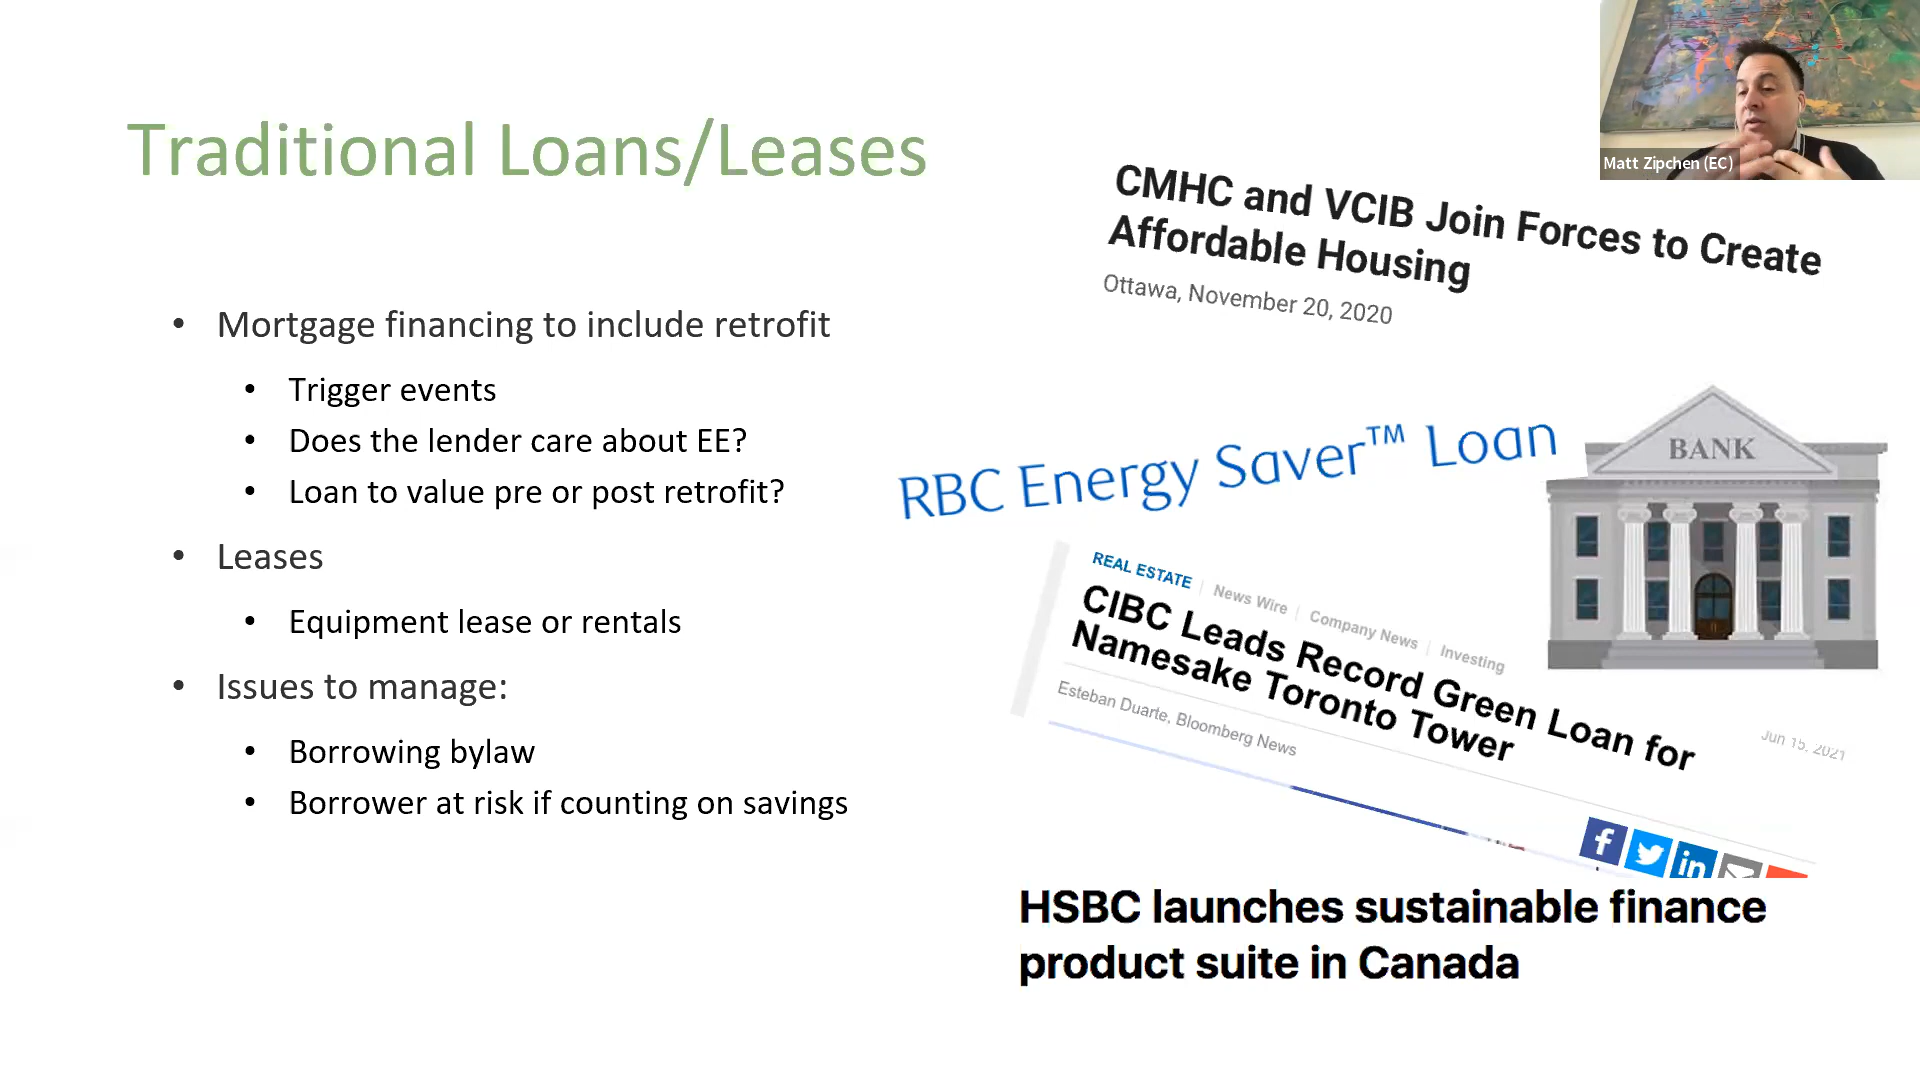 Traditional Loans/Leases
• Mortgage financing to include retrofit
• Trigger events
• Does the lender care about EE?
• Loan to value pre or post retrofit?
• Leases
• Equipment lease or rentals
• Issues to manage:
• Borrowing bylaw
• Borrower at risk if counting on savings
Matt Zipchen (EC)
CMHC and VCIB Join Forces to Create
Affordable Housing
Ottawa, November 20, 2020
RBC Energy Saver™ Loan
BANK
REAL ESTATE | News Wire | Company News | Investing
CIBC Leads Record Green Loan for
Namesake Toronto Tower
Esteban Duarte, Bloomberg News
Jun 15, 2021
f in
HSBC launches sustainable finance
product suite in Canada